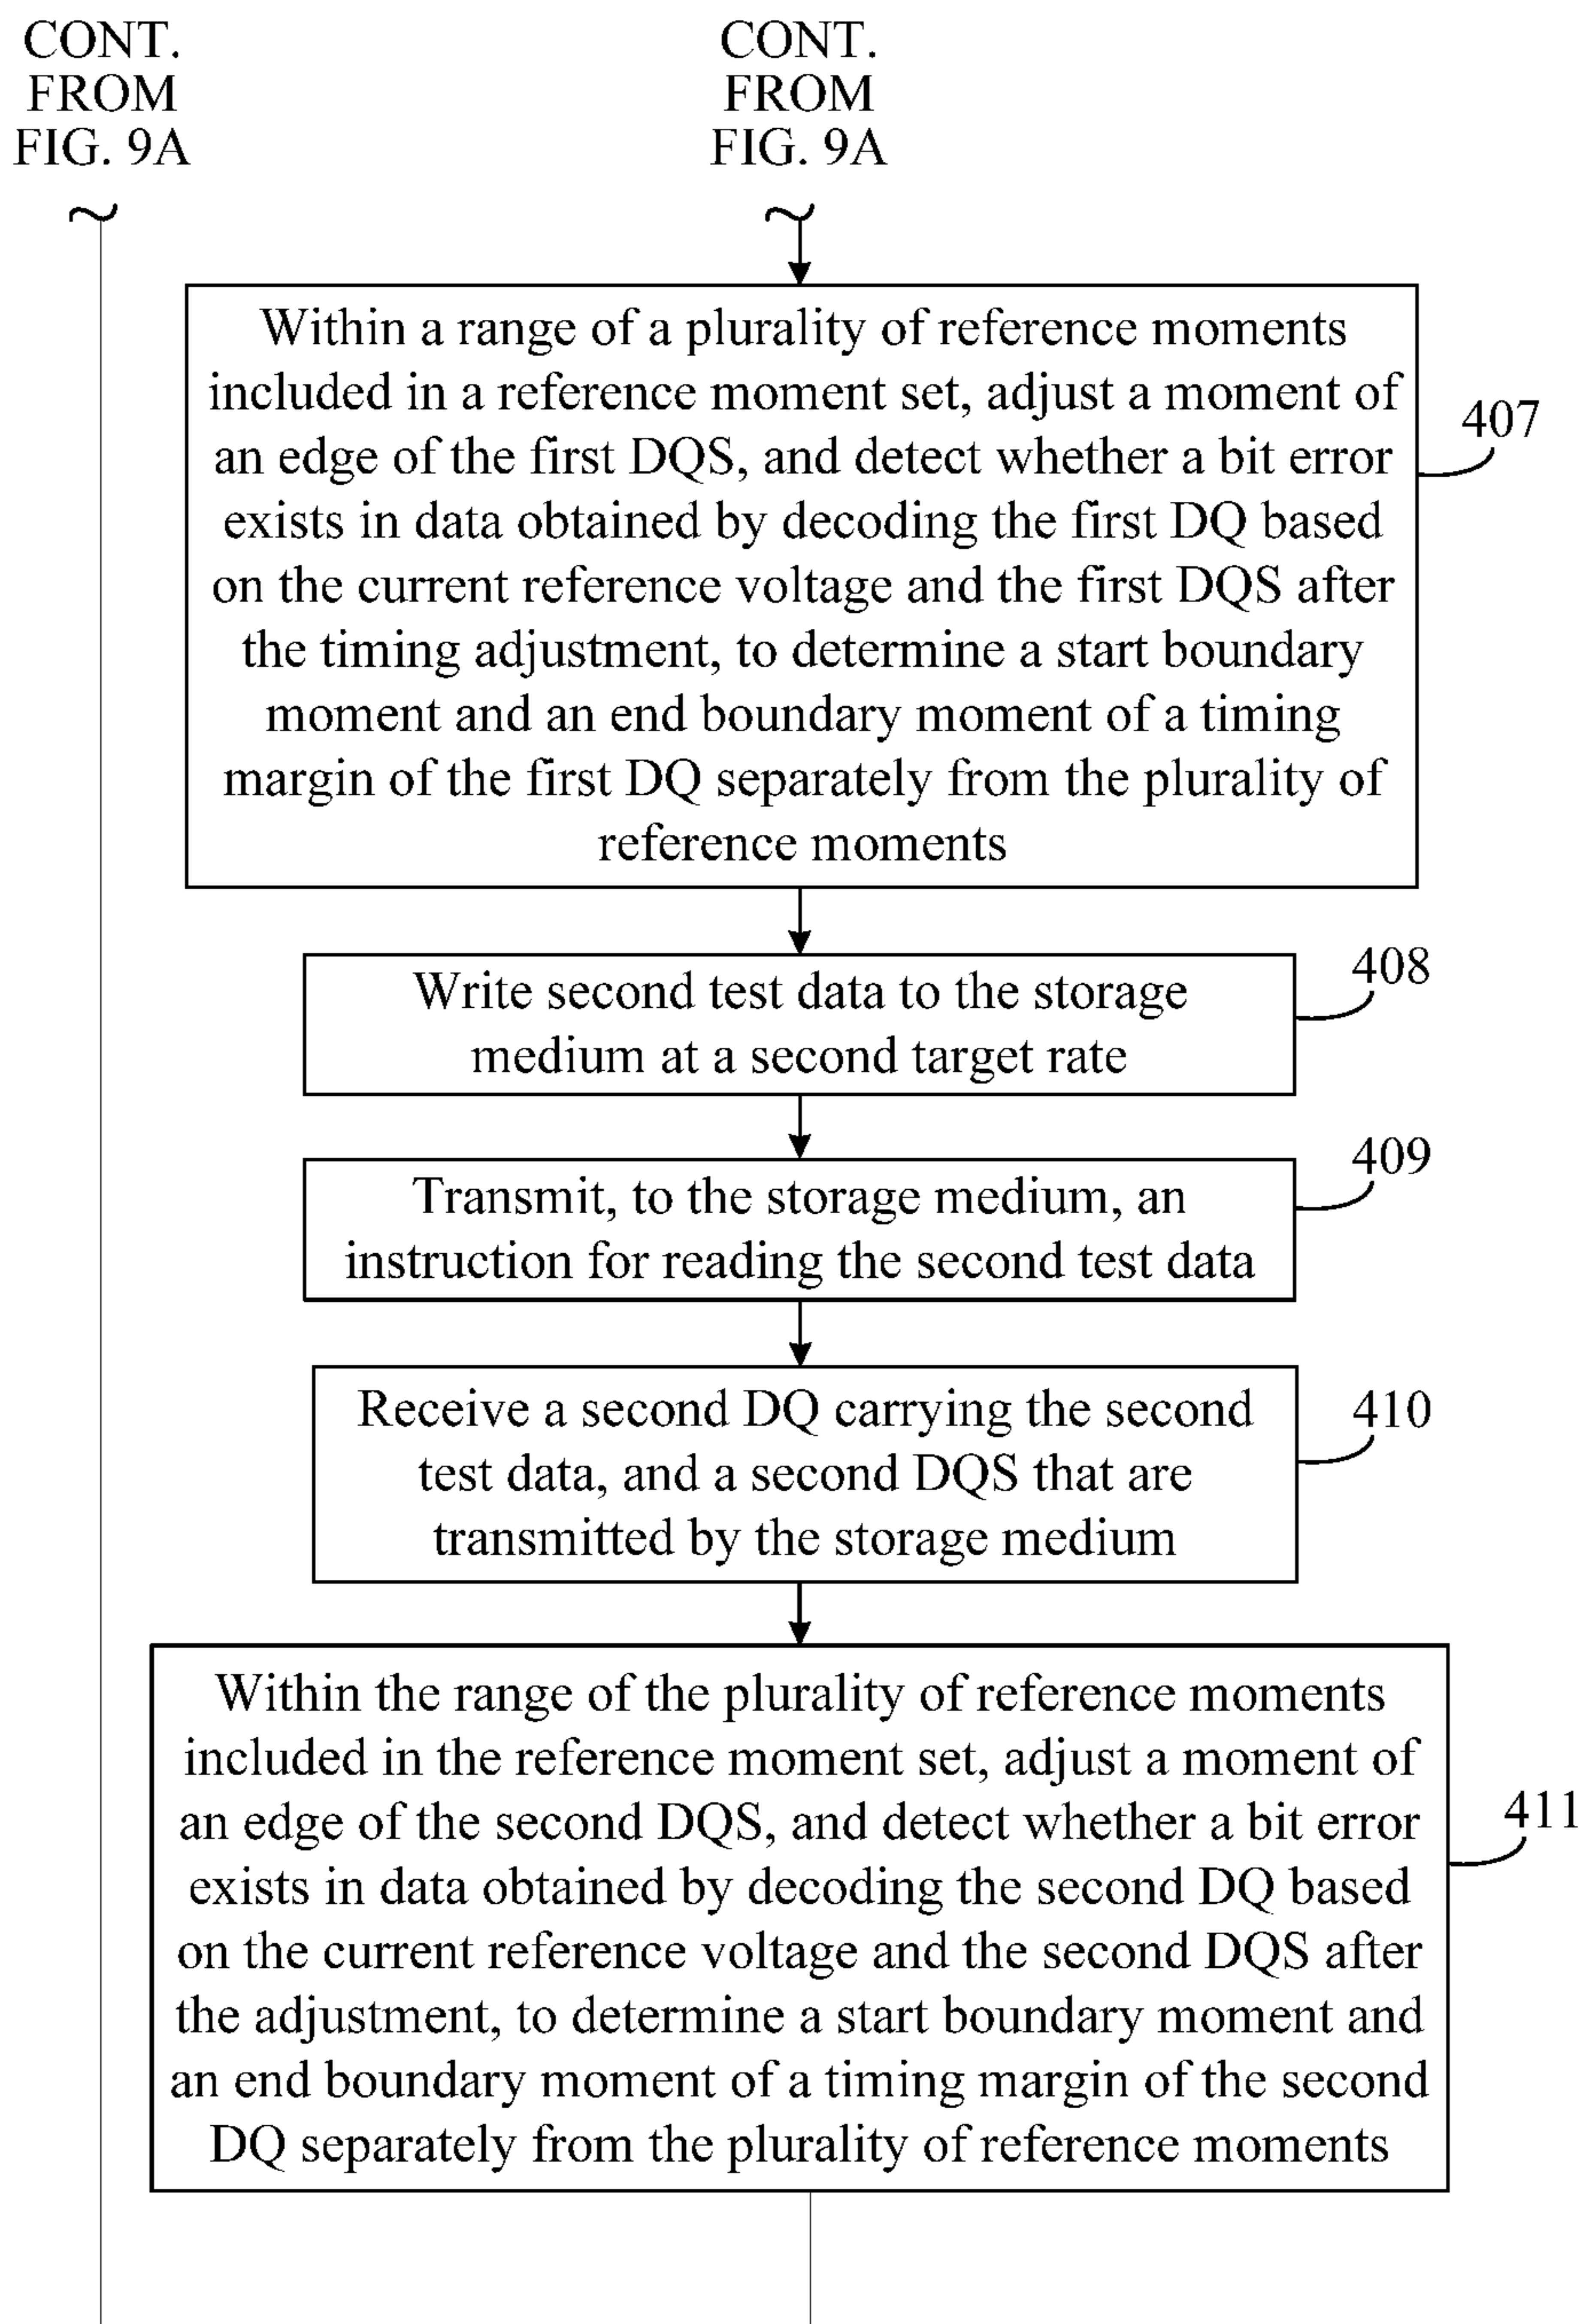 CONT.
FROM
FIG. 9A
CONT.
FROM
FIG. 9A
Within a range of a plurality of reference moments
included in a reference moment set, adjust a moment of
an edge of the first DQS, and detect whether a bit error
exists in data obtained by decoding the first DQ based
on the current reference voltage and the first DQS after
the timing adjustment, to determine a start boundary
moment and an end boundary moment of a timing
margin of the first DQ separately from the plurality of
reference moments
407
Write second test data to the storage
medium at a second target rate
408
Transmit, to the storage medium, an
instruction for reading the second test data
409
Receive a second DQ carrying the second
test data, and a second DQS that are
transmitted by the storage medium
410
Within the range of the plurality of reference moments
included in the reference moment set, adjust a moment of
an edge of the second DQS, and detect whether a bit error
exists in data obtained by decoding the second DQ based
on the current reference voltage and the second DQS after
the adjustment, to determine a start boundary moment and
an end boundary moment of a timing margin of the second
DQ separately from the plurality of reference moments
411